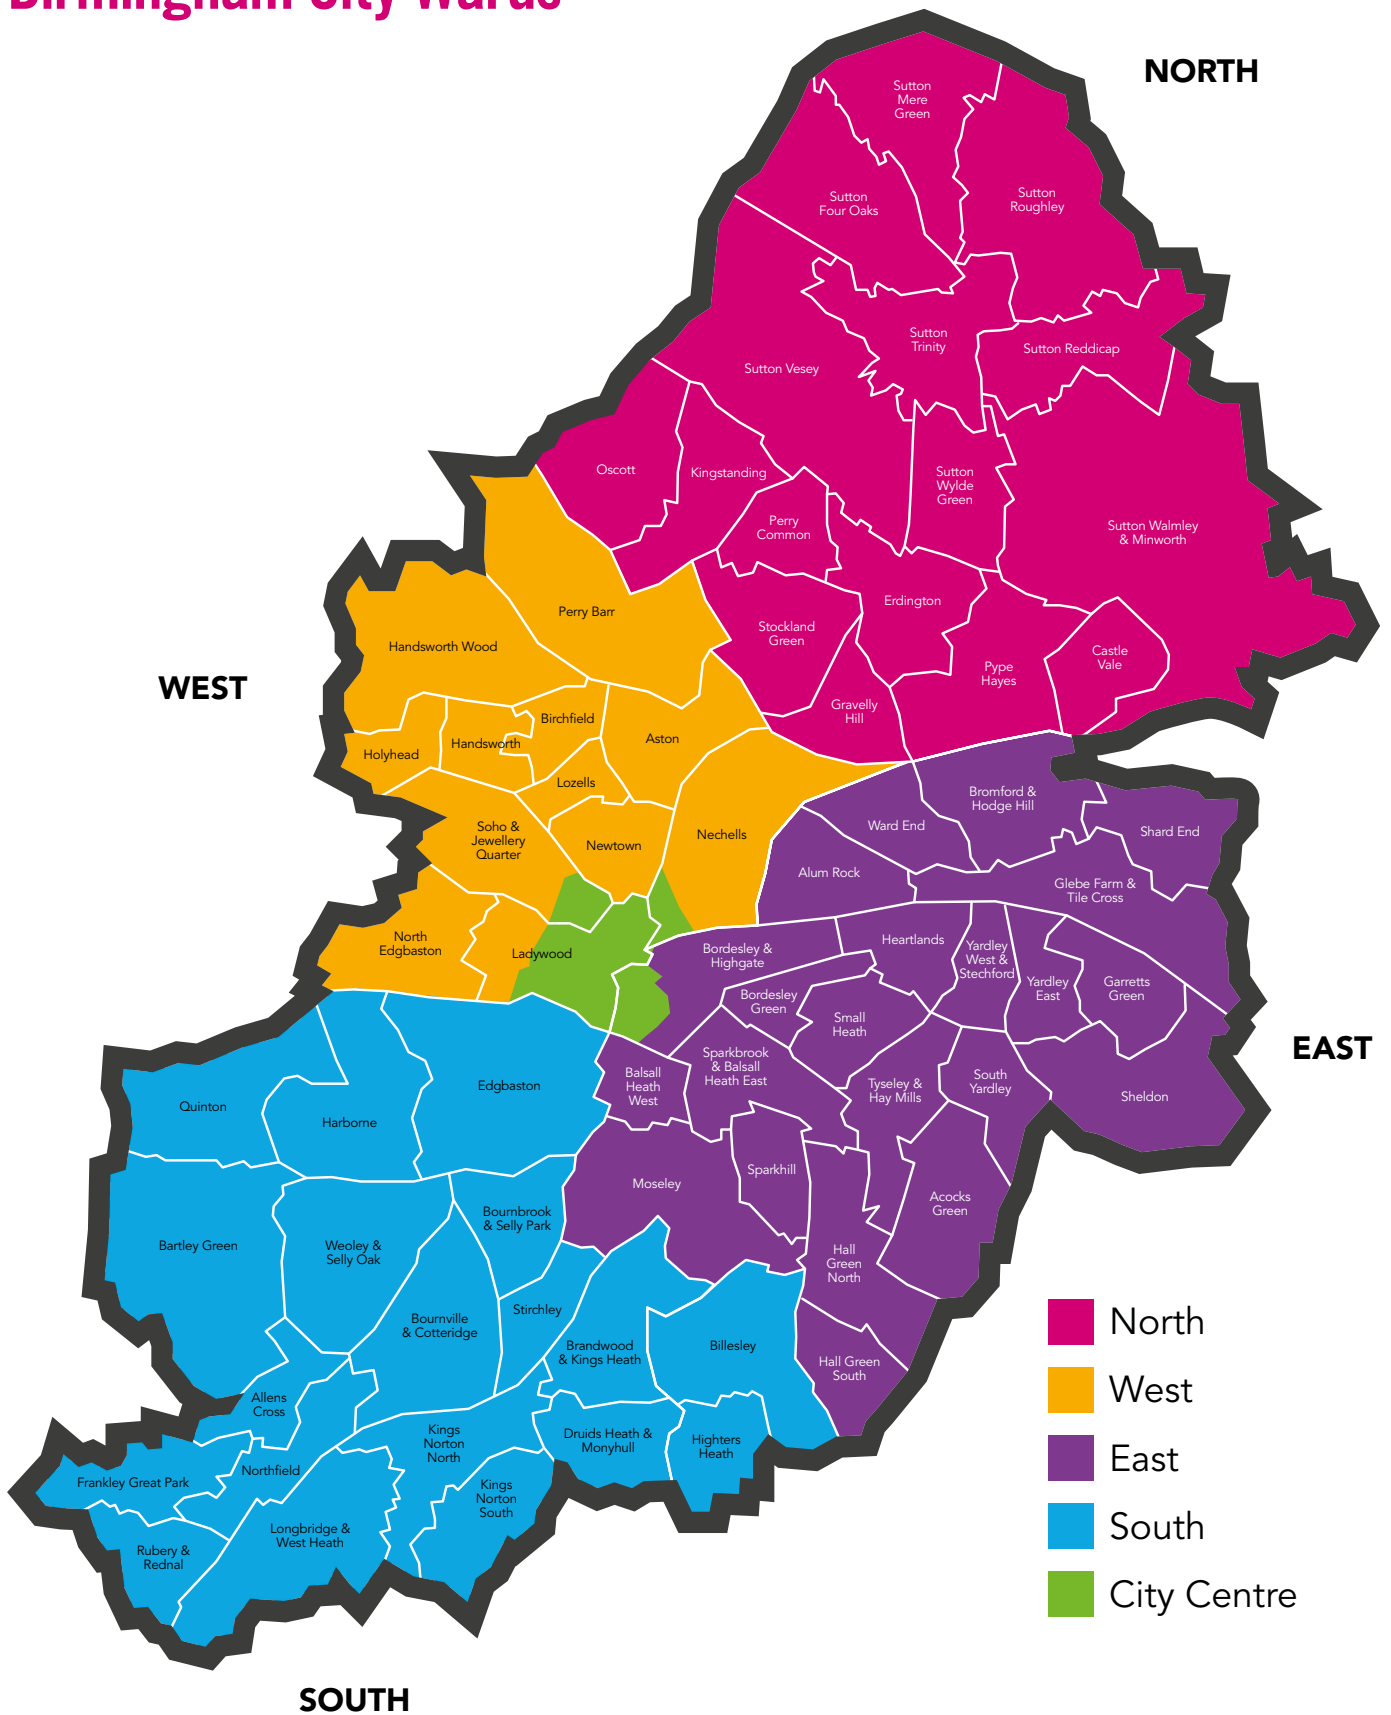 Birmingham City Wards
NORTH
Sutton
Mere
Green
Sutton
Four Oaks
Sutton
Roughley
Sutton
Trinity
Sutton Reddicap
Sutton Vesey
Oscott
Kingstanding
Sutton
Wylde
Green
Perry
Common
Sutton Walmley
& Minworth
Erdington
Stockland
Green
Pype
Hayes
Castle
Vale
Gravelly
Hill
WEST
Perry Barr
Handsworth Wood
Birchfield
Aston
Handsworth
Holyhead
Lozells
Soho &
Jewellery
Quarter
Newtown
Nechells
North
Edgbaston
Ladywood
Bromford &
Hodge Hill
Ward End
Shard End
Alum Rock
Glebe Farm &
Tile Cross
Bordesley &
Highgate
Heartlands
Yardley
West &
Stechford
Yardley
East
Garretts
Green
Bordesley
Green
Small
Heath
EAST
Sparkbrook
& Balsall
Heath East
Balsall
Heath
West
Tyseley &
Hay Mills
South
Yardley
Sheldon
Edgbaston
Quinton
Harborne
Moseley
Sparkhill
Acocks
Green
Bournbrook
& Selly Park
Bartley Green
Weoley &
Selly Oak
Hall
Green
North
Stirchley
Bournville
& Cotteridge
Brandwood
& Kings Heath
Billesley
Hall Green
South
Allens
Cross
Kings
Norton
North
Druids Heath &
Monyhull
Highters
Heath
Northfield
Frankley Great Park
Kings
Norton
South
Longbridge &
West Heath
Rubery &
Rednal
North
West
East
South
City Centre
SOUTH